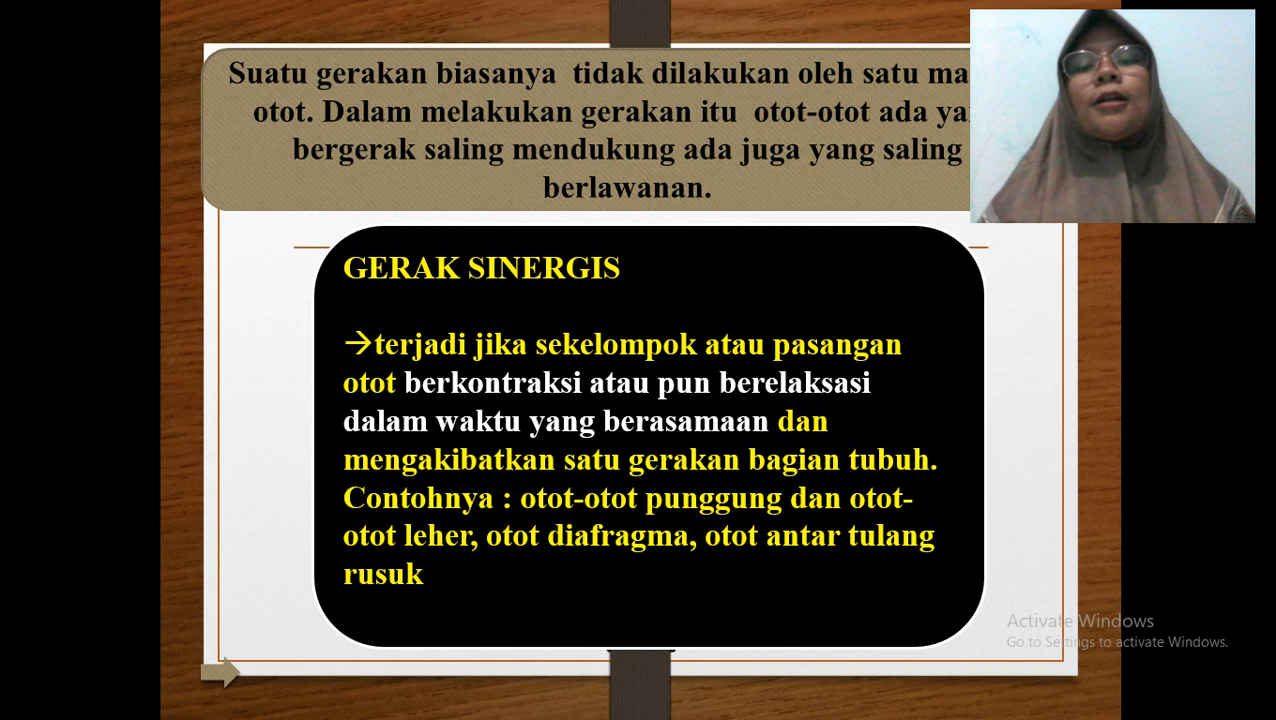 Suatu gerakan biasanya tidak dilakukan oleh satu
otot. Dalam melakukan gerakan itu otot-otot ada
bergerak saling mendukung ada juga yang saling
berlawanan.
GERAK SINERGIS
→terjadi jika sekelompok atau pasangan
otot berkontraksi atau pun berelaksasi
dalam waktu yang berasamaan dan
mengakibatkan satu gerakan bagian tubuh.
Contohnya : otot-otot punggung dan otot-
otot leher, otot diafragma, otot antar tulang
rusuk
Activate Windows
Go to Settings to activate Windows.